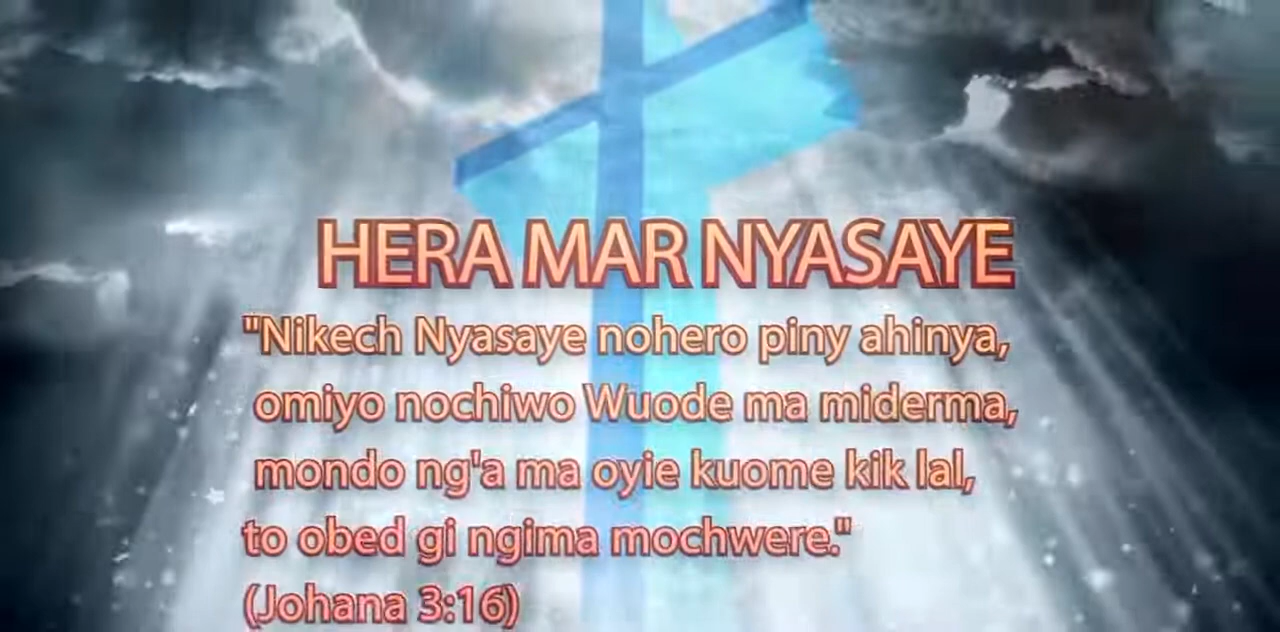 HERA MAR NYASAYE
"Nikech Nyasaye nohero piny ahinya,
omiyo nochiwo Wuode ma miderma,
mondo ng'a ma oyie kuome kik lal,
to obed gi ngima mochwere."
(Johana 3:16)